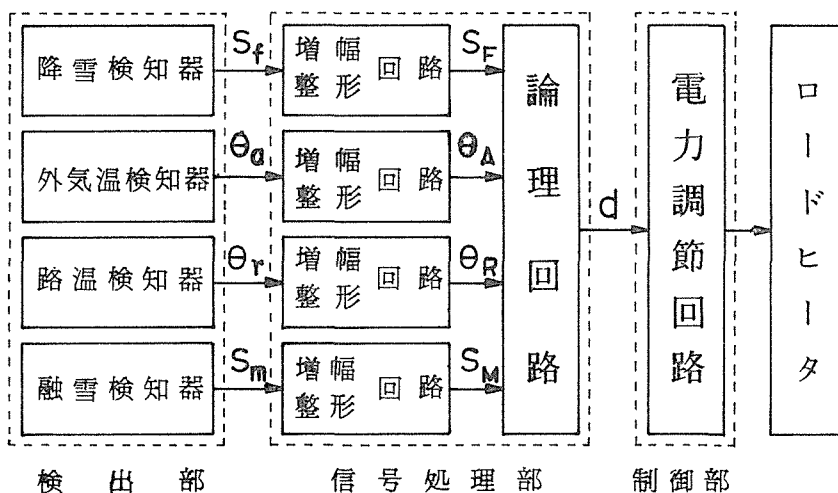 降雪検知器
Sf
増幅整形 回路
SF
外気温検知器
θa
増幅整形 回路
θA
路温検知器
θr
増幅整形 回路
θR
融雪検知器
Sm
増幅整形 回路
SM
論理回路
d
電力調節回路
ロードヒータ
検出部
信号処理部
制御部